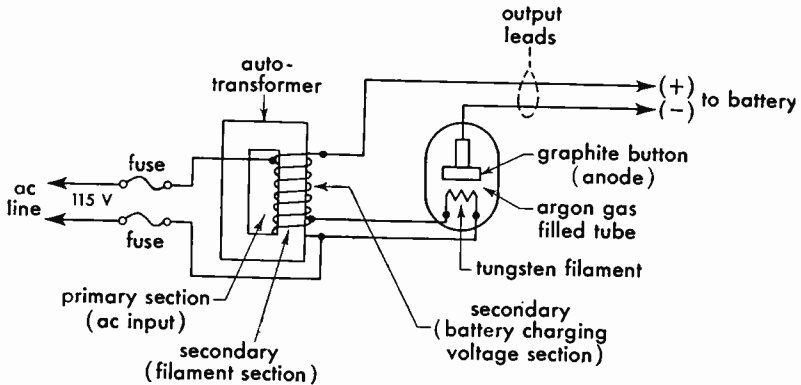 output
leads
auto-
transformer
(+)
(-)
to battery
fuse
ac
line
115 V
fuse
graphite button
(anode)
argon gas
filled tube
tungsten filament
primary section
(ac input)
secondary
(filament section)
secondary
(battery charging
voltage section)